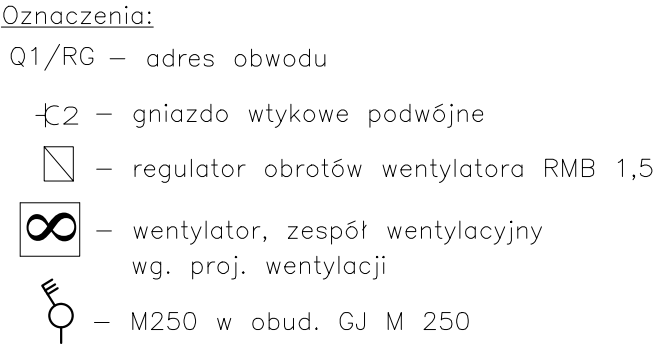 Oznaczenia:
Q1/RG – adres obwodu
2 – gniazdo wtykowe podwójne
– regulator obrotów wentylatora RMB 1,5
– wentylator, zespół wentylacyjny
wg. proj. wentylacji
– M250 w obud. GJ M 250